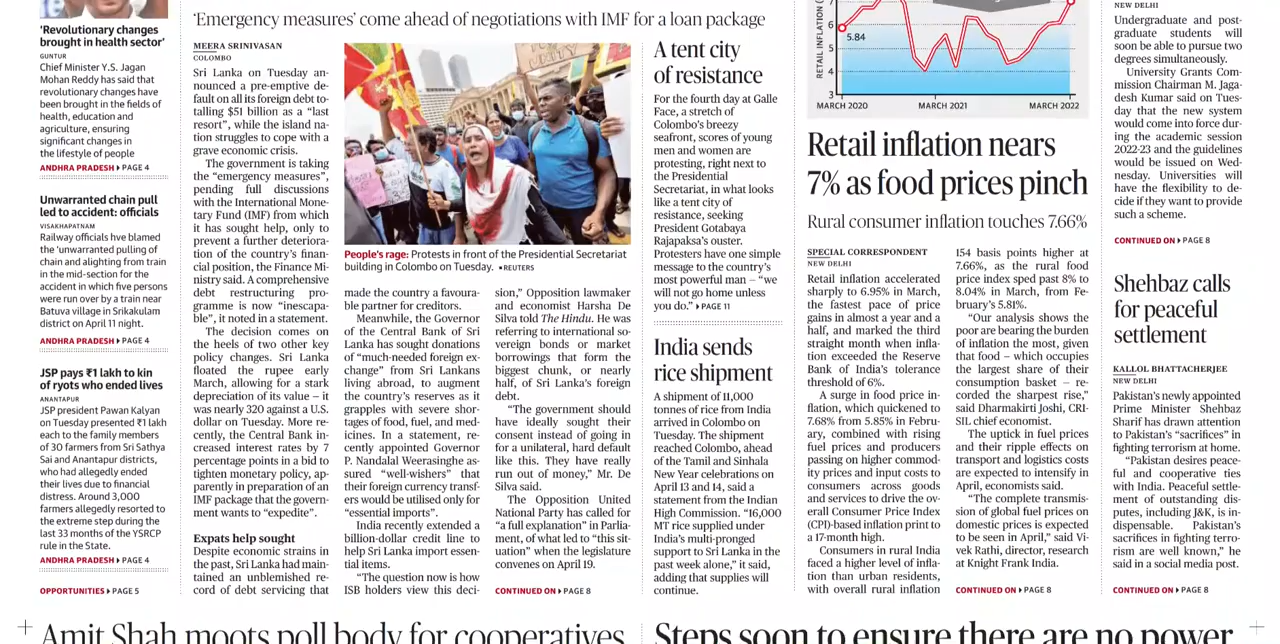 'Revolutionary changes
brought in health sector'
GUNTUR
Chief Minister Y.S. Jagan
Mohan Reddy has said that
revolutionary changes have
been brought in the fields of
health, education and
agriculture, ensuring
significant changes in
the lifestyle of people
ANDHRA PRADESH ▸ PAGE 4
Unwarranted chain pull
led to accident: officials
VISAKHAPATNAM
Railway officials hve blamed
the 'unwarranted pulling of
chain and alighting from train
in the mid-section for the
accident in which five persons
were run over by a train near
Batuva village in Srikakulam
district on April 11 night.
ANDHRA PRADESH ▸ PAGE 4
JSP pays ₹1 lakh to kin
of ryots who ended lives
ANANTAPUR
JSP president Pawan Kalyan
on Tuesday presented ₹1 lakh
each to the family members
of 30 farmers from Sri Sathya
Sai and Anantapur districts,
who had allegedly ended
their lives due to financial
distress. Around 3,000
farmers allegedly resorted to
the extreme step during the
last 33 months of the YSRCP
rule in the State.
ANDHRA PRADESH ▸ PAGE 4
OPPORTUNITIES ▸ PAGE 5
'Emergency measures' come ahead of negotiations with IMF for a loan package
MEERA SRINIVASAN
COLOMBO
Sri Lanka on Tuesday an-
nounced a pre-emptive de-
fault on all its foreign debt to-
talling $51 billion as a "last
resort", while the island na-
tion struggles to cope with a
grave economic crisis.
The government is taking
the "emergency measures",
pending full discussions
with the International Mone-
tary Fund (IMF) from which
it has sought help, only to
prevent a further deteriora-
tion of the country's finan-
cial position, the Finance Mi-
nistry said. A comprehensive
debt restructuring pro-
gramme is now "inescapa-
ble", it noted in a statement.
The decision comes on
the heels of two other key
policy changes. Sri Lanka
floated the rupee early
March, allowing for a stark
depreciation of its value – it
was nearly 320 against a U.S.
dollar on Tuesday. More re-
cently, the Central Bank in-
creased interest rates by 7
percentage points in a bid to
tighten monetary policy, ap-
parently in preparation of an
IMF package that the govern-
ment wants to "expedite".
Expats help sought
Despite economic strains in
the past, Sri Lanka had main-
tained an unblemished re-
cord of debt servicing that
People's rage: Protests in front of the Presidential Secretariat
building in Colombo on Tuesday. ▪REUTERS
made the country a favoura-
ble partner for creditors.
Meanwhile, the Governor
of the Central Bank of Sri
Lanka has sought donations
of "much-needed foreign ex-
change" from Sri Lankans
living abroad, to augment
the country's reserves as it
grapples with severe shor-
tages of food, fuel, and med-
icines. In a statement, re-
cently appointed Governor
P. Nandalal Weerasinghe as-
sured "well-wishers" that
their foreign currency transf-
ers would be utilised only for
"essential imports".
India recently extended a
billion-dollar credit line to
help Sri Lanka import essen-
tial items.
"The question now is how
ISB holders view this deci-
sion," Opposition lawmaker
and economist Harsha De
Silva told The Hindu. He was
referring to international so-
vereign bonds or market
borrowings that form the
biggest chunk, or nearly
half, of Sri Lanka's foreign
debt.
"The government should
have ideally sought their
consent instead of going in
for a unilateral, hard default
like this. They have really
run out of money," Mr. De
Silva said.
The Opposition United
National Party has called for
"a full explanation" in Parlia-
ment, of what led to "this sit-
uation" when the legislature
convenes on April 19.
CONTINUED ON ▸ PAGE 8
A tent city
of resistance
For the fourth day at Galle
Face, a stretch of
Colombo's breezy
seafront, scores of young
men and women are
protesting, right next to
the Presidential
Secretariat, in what looks
like a tent city of
resistance, seeking
President Gotabaya
Rajapaksa's ouster.
Protesters have one simple
message to the country's
most powerful man – "we
will not go home unless
you do." ▸ PAGE 11
India sends
rice shipment
A shipment of 11,000
tonnes of rice from India
arrived in Colombo on
Tuesday. The shipment
reached Colombo, ahead
of the Tamil and Sinhala
New Year celebrations on
April 13 and 14, said a
statement from the Indian
High Commission. "16,000
MT rice supplied under
India's multi-pronged
support to Sri Lanka in the
past week alone," it said,
adding that supplies will
continue.
RETAIL INFLATION
7
6
5
4
3
5.84
MARCH 2020
MARCH 2021
MARCH 2022
Retail inflation nears
7% as food prices pinch
Rural consumer inflation touches 7.66%
SPECIAL CORRESPONDENT
NEW DELHI
Retail inflation accelerated
sharply to 6.95% in March,
the fastest pace of price
gains in almost a year and a
half, and marked the third
straight month when infla-
tion exceeded the Reserve
Bank of India's tolerance
threshold of 6%.
A surge in food price in-
flation, which quickened to
7.68% from 5.85% in Febru-
ary, combined with rising
fuel prices and producers
passing on higher commod-
ity prices and input costs to
consumers across goods
and services to drive the ov-
erall Consumer Price Index
(CPI)-based inflation print to
a 17-month high.
Consumers in rural India
faced a higher level of infla-
tion than urban residents,
with overall rural inflation
154 basis points higher at
7.66%, as the rural food
price index sped past 8% to
8.04% in March, from Fe-
bruary's 5.81%.
"Our analysis shows the
poor are bearing the burden
of inflation the most, given
that food – which occupies
the largest share of their
consumption basket – re-
corded the sharpest rise,"
said Dharmakirti Joshi, CRI-
SIL chief economist.
The uptick in fuel prices
and their ripple effects on
transport and logistics costs
are expected to intensify in
April, economists said.
"The complete transmis-
sion of global fuel prices on
domestic prices is expected
to be seen in April," said Vi-
vek Rathi, director, research
at Knight Frank India.
CONTINUED ON ▸ PAGE 8
NEW DELHI
Undergraduate and post-
graduate students will
soon be able to pursue two
degrees simultaneously.
University Grants Com-
mission Chairman M. Jaga-
desh Kumar said on Tues-
day that the new system
would come into force dur-
ing the academic session
2022-23 and the guidelines
would be issued on Wed-
nesday. Universities will
have the flexibility to de-
cide if they want to provide
such a scheme.
CONTINUED ON ▸ PAGE 8
Shehbaz calls
for peaceful
settlement
KALLOL BHATTACHERJEE
NEW DELHI
Pakistan's newly appointed
Prime Minister Shehbaz
Sharif has drawn attention
to Pakistan's "sacrifices" in
fighting terrorism at home.
"Pakistan desires peace-
ful and cooperative ties
with India. Peaceful settle-
ment of outstanding dis-
putes, including J&K, is in-
dispensable. Pakistan's
sacrifices in fighting terro-
rism are well known," he
said in a social media post.
CONTINUED ON ▸ PAGE 8
Amit Shah moots poll body for cooperatives
Steps soon to ensure there are no power